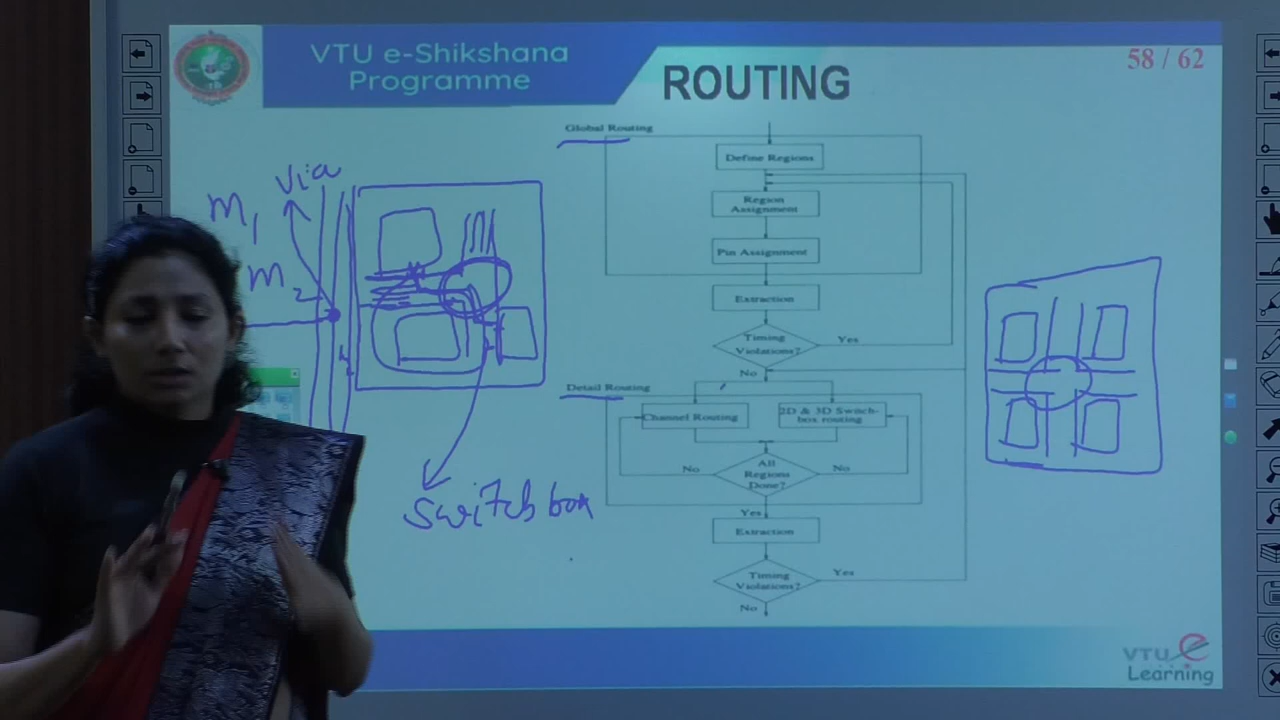 VTU e-Shikshana
Programme
ROUTING
58 / 62
Global Routing
Define Regions
Region
Assignment
Pin Assignment
Extraction
Timing
Violations?
Yes
No
Detail Routing
Channel Routing
2D & 3D Switch-
box routing
No
All
Regions
Done?
No
Yes
Extraction
Timing
Violations?
Yes
No
via
m1
m2
Switch box
VTU e
Learning